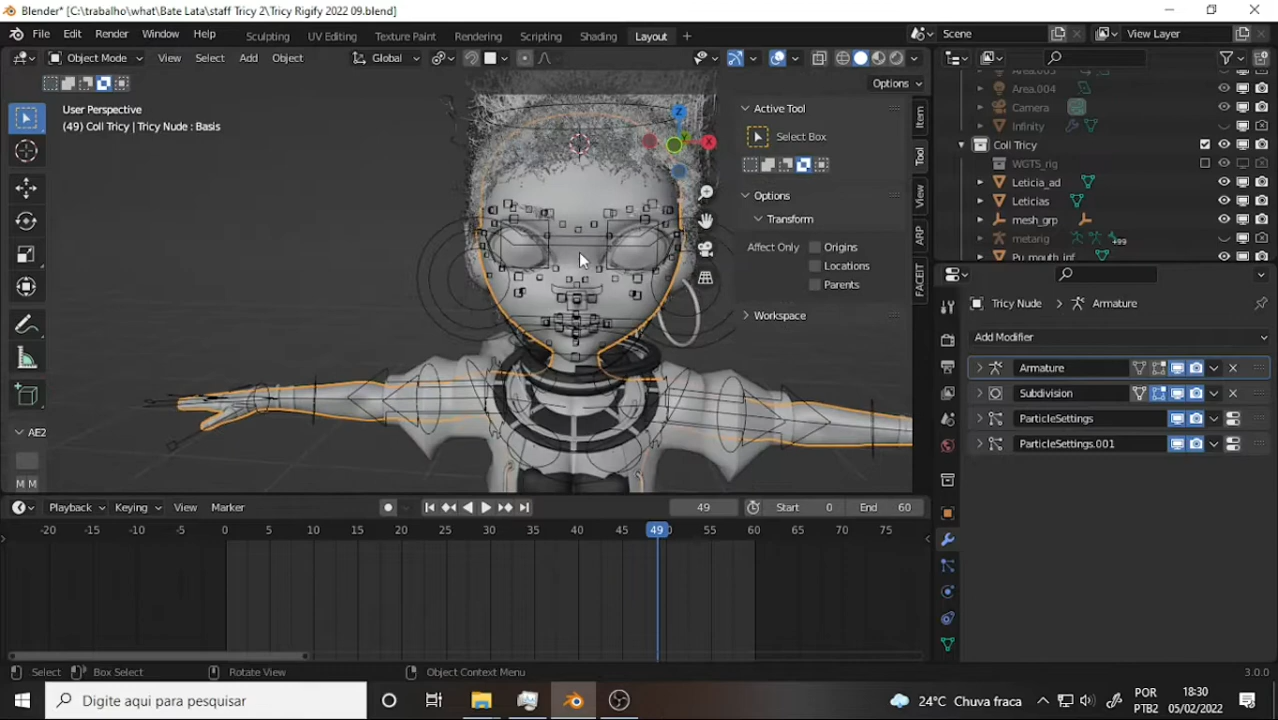 Blender* [C:\trabalho\what\Bate Lata\staff Tricy 2\Tricy Rigify 2022 09.blend]
File Edit Render Window Help Sculpting UV Editing Texture Paint Rendering Scripting Shading Layout Scene View Layer
Object Mode View Select Add Object Global
Options
User Perspective
(49) Coll Tricy | Tricy Nude : Basis
Z
X
Y
AE2
M M
Active Tool
Select Box
Options
Transform
Affect Only Origins
Locations
Parents
Workspace
Item
Tool
View
ARP
FACEIT
Area.003
Area.004
Camera
Infinity
Coll Tricy
WGTS_rig
Leticia_ad
Leticias
mesh_grp
metarig +99
Pu_mouth_inf
Tricy Nude Armature
Add Modifier
Armature
Subdivision
ParticleSettings
ParticleSettings.001
Playback Keying View Marker 49 Start 0 End 60
-20 -15 -10 -5 0 5 10 15 20 25 30 35 40 45 49 55 60 65 70 75
Select Box Select Rotate View Object Context Menu 3.0.0
Digite aqui para pesquisar 24°C Chuva fraca
POR
PTB2
18:30
05/02/2022